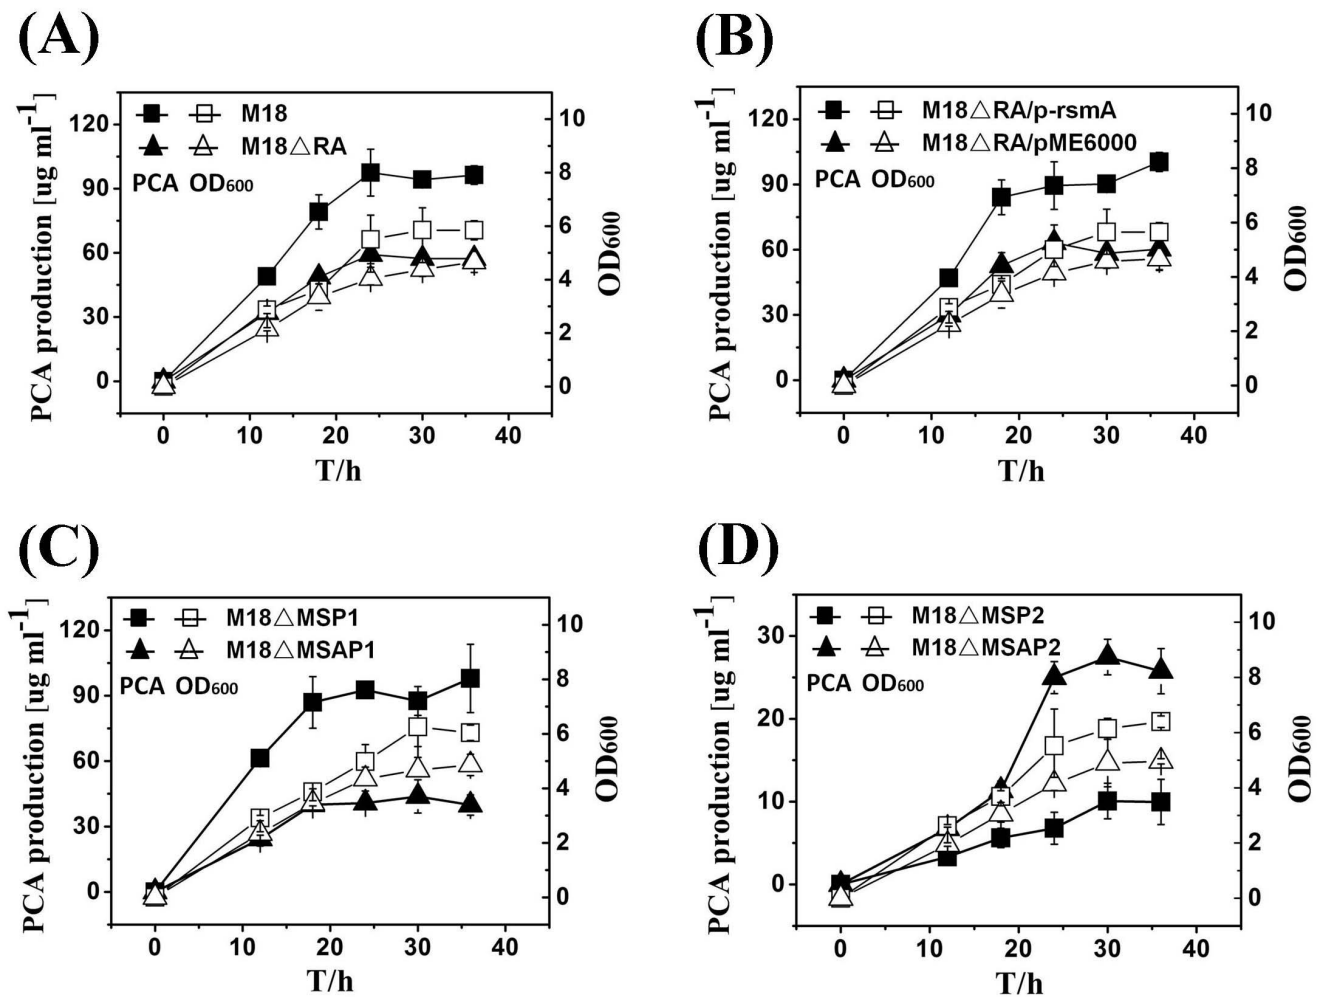 (A)
M18
M18△RA
PCA OD600
PCA production [ug ml-1]
120
90
60
30
0
10
8
6
4
2
0
OD600
0 10 20 30 40
T/h
(B)
M18△RA/p-rsmA
M18△RA/pME6000
PCA OD600
PCA production [ug ml-1]
120
90
60
30
0
10
8
6
4
2
0
OD600
0 10 20 30 40
T/h
(C)
M18△MSP1
M18△MSAP1
PCA OD600
PCA production [ug ml-1]
120
90
60
30
0
10
8
6
4
2
0
OD600
0 10 20 30 40
T/h
(D)
M18△MSP2
M18△MSAP2
PCA OD600
PCA production [ug ml-1]
30
20
10
0
10
8
6
4
2
0
OD600
0 10 20 30 40
T/h